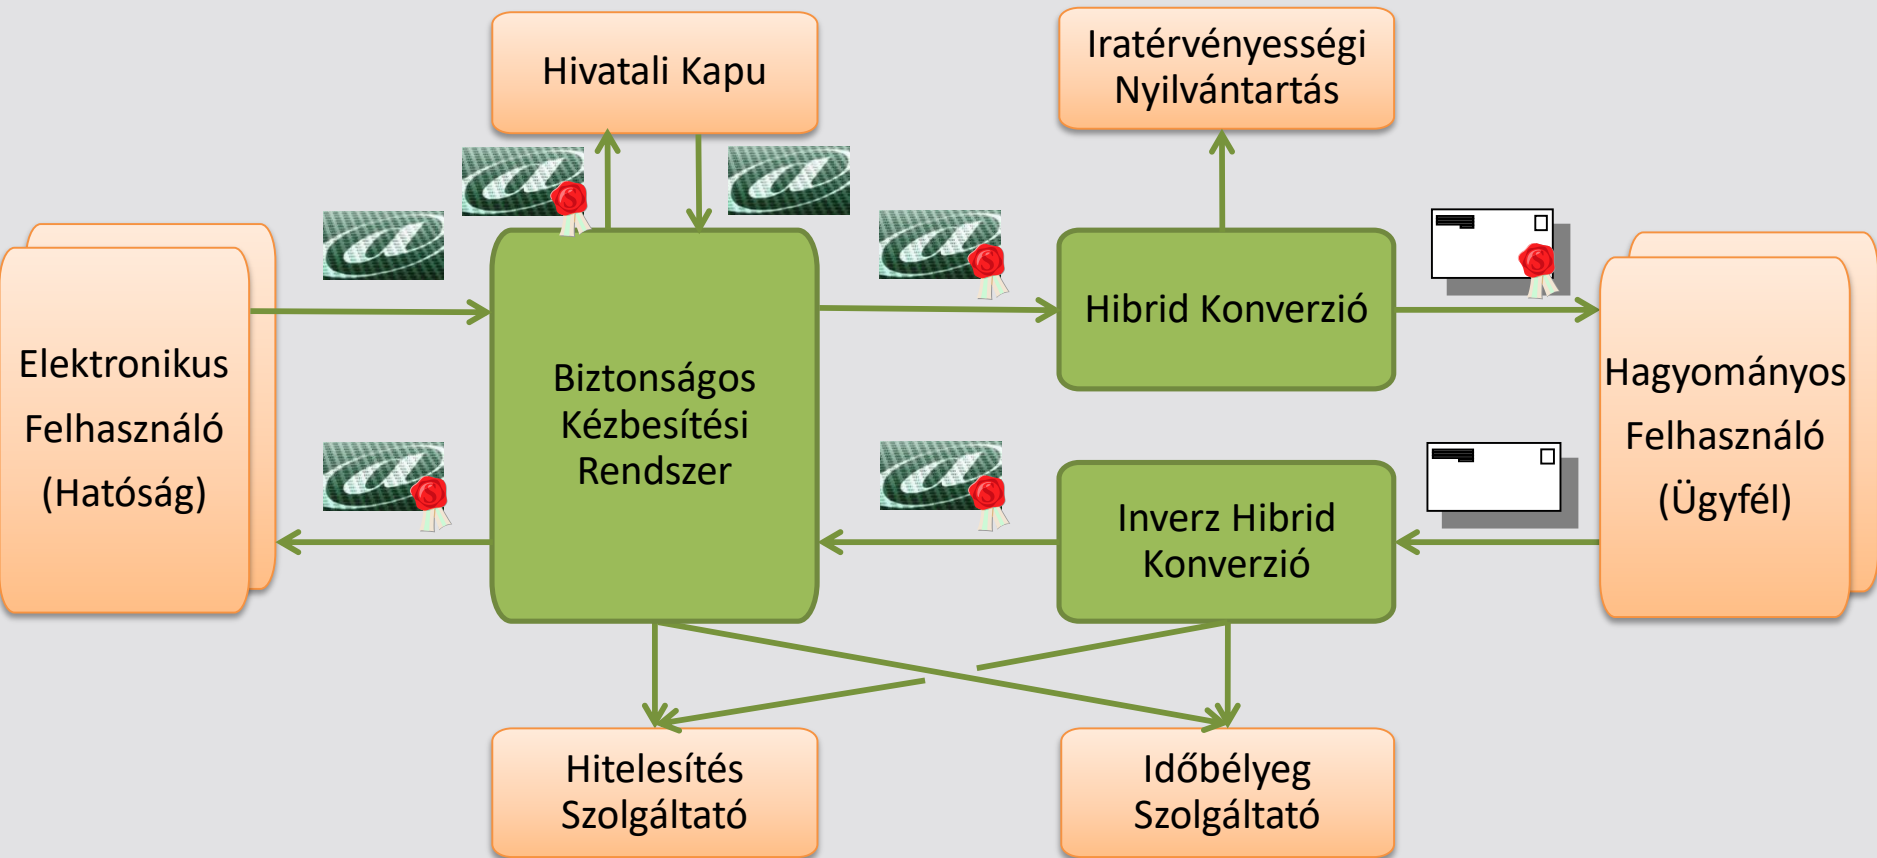 Hivatali Kapu
Iratérvényességi
Nyilvántartás
Elektronikus
Felhasználó
(Hatóság)
Biztonságos
Kézbesítési
Rendszer
Hibrid Konverzió
Inverz Hibrid
Konverzió
Hagyományos
Felhasználó
(Ügyfél)
Hitelesítés
Szolgáltató
Időbélyeg
Szolgáltató